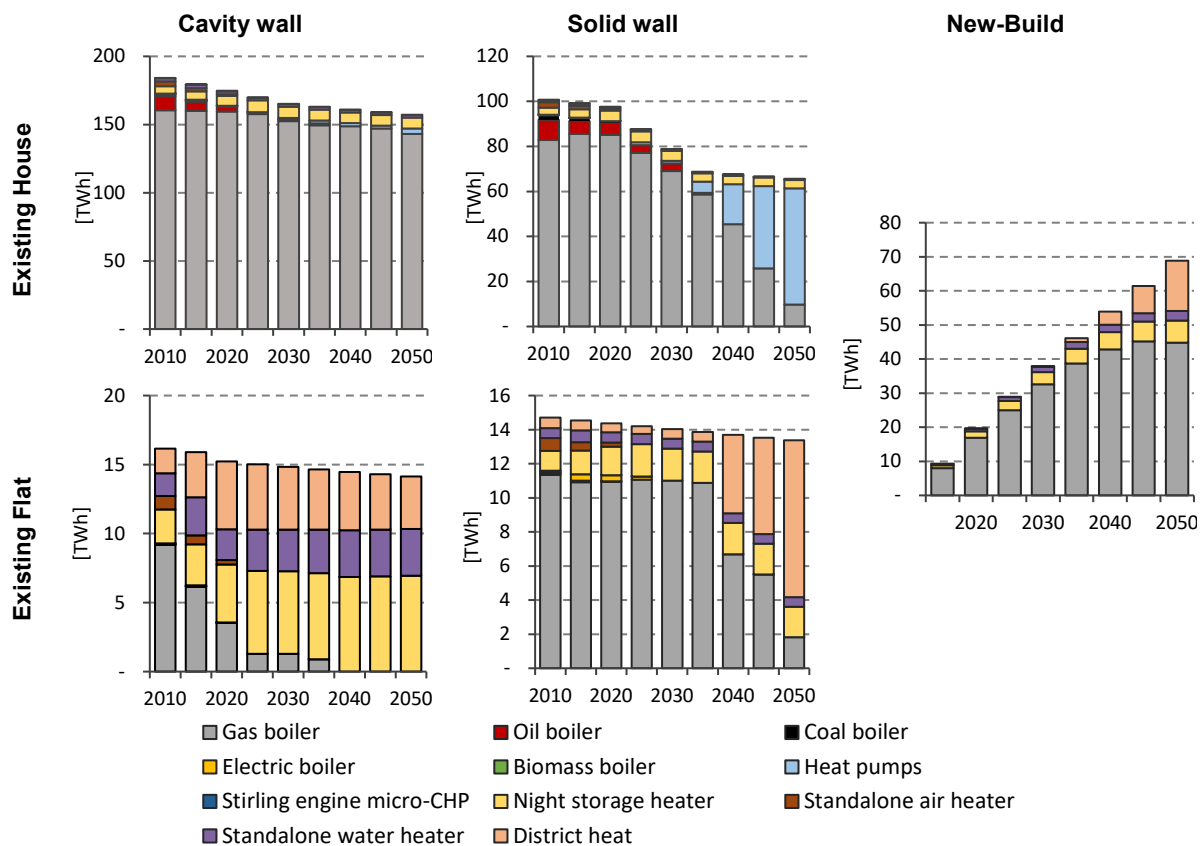 Cavity wall
Solid wall
New-Build
Existing House
[TWh]
200
150
100
50
-
2010 2020 2030 2040 2050
[TWh]
120
100
80
60
40
20
-
2010 2020 2030 2040 2050
[TWh]
80
70
60
50
40
30
20
10
-
2020 2030 2040 2050
Existing Flat
[TWh]
20
15
10
5
-
2010 2020 2030 2040 2050
[TWh]
16
14
12
10
8
6
4
2
-
2010 2020 2030 2040 2050
Gas boiler Oil boiler Coal boiler
Electric boiler Biomass boiler Heat pumps
Stirling engine micro-CHP Night storage heater Standalone air heater
Standalone water heater District heat